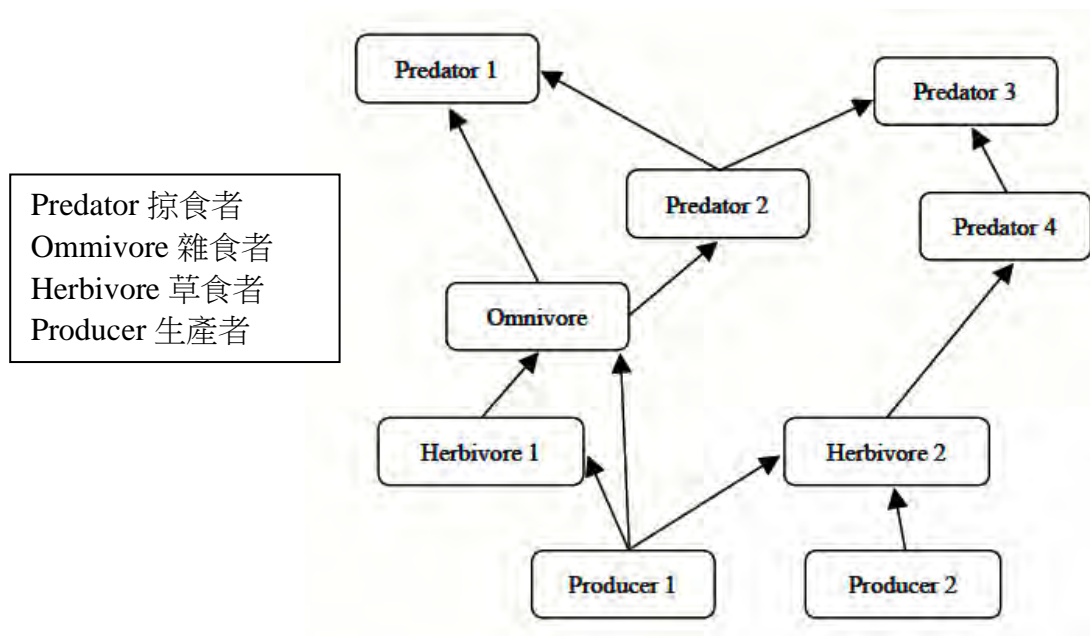 Predator 1
Predator 3
Predator 掠食者
Ommivore 雜食者
Herbivore 草食者
Producer 生產者
Predator 2
Predator 4
Omnivore
Herbivore 1
Herbivore 2
Producer 1
Producer 2